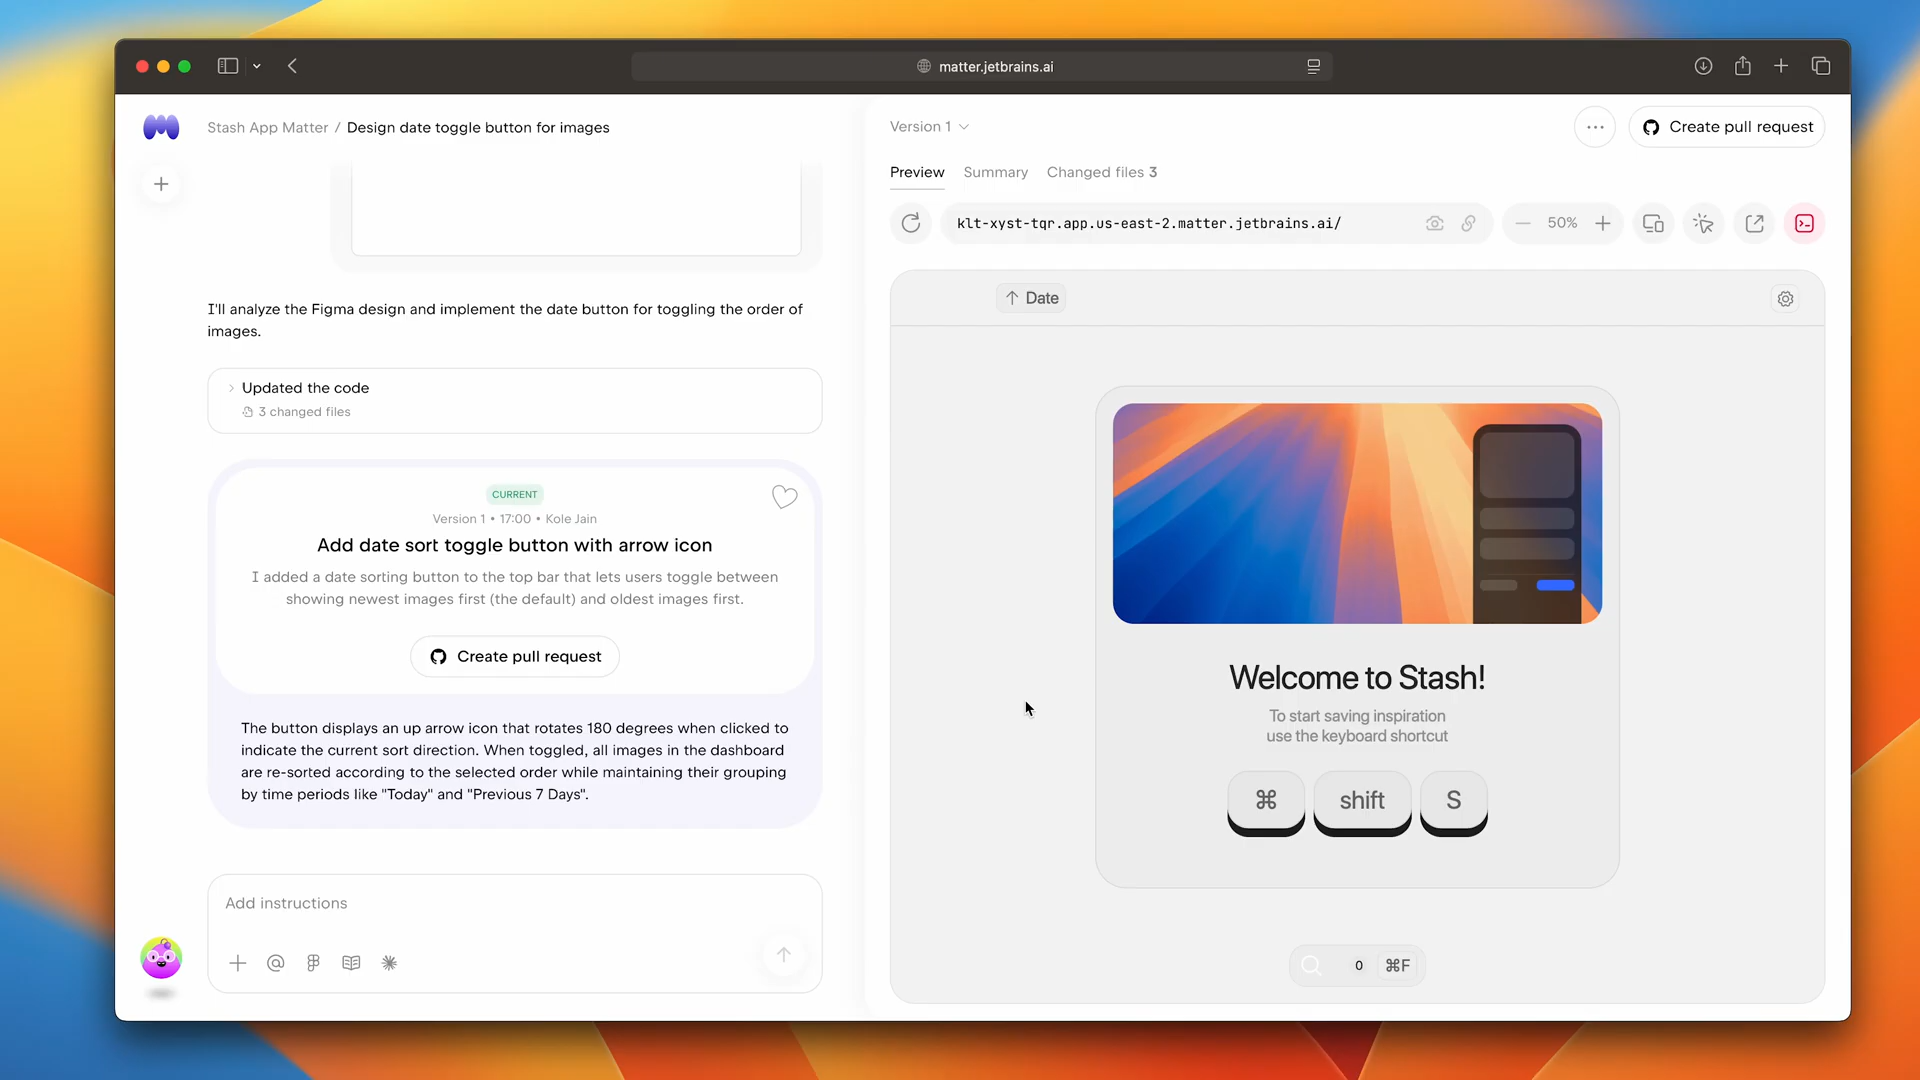 matter.jetbrains.ai
Stash App Matter / Design date toggle button for images
I'll analyze the Figma design and implement the date button for toggling the order of
images.
Updated the code
3 changed files
CURRENT
Version 1 • 17:00 • Kole Jain
Add date sort toggle button with arrow icon
I added a date sorting button to the top bar that lets users toggle between
showing newest images first (the default) and oldest images first.
Create pull request
The button displays an up arrow icon that rotates 180 degrees when clicked to
indicate the current sort direction. When toggled, all images in the dashboard
are re-sorted according to the selected order while maintaining their grouping
by time periods like "Today" and "Previous 7 Days".
Add instructions
Version 1
Create pull request
Preview Summary Changed files 3
klt-xyst-tqr.app.us-east-2.matter.jetbrains.ai/
50%
↑ Date
Welcome to Stash!
To start saving inspiration
use the keyboard shortcut
⌘ shift S
0 ⌘F